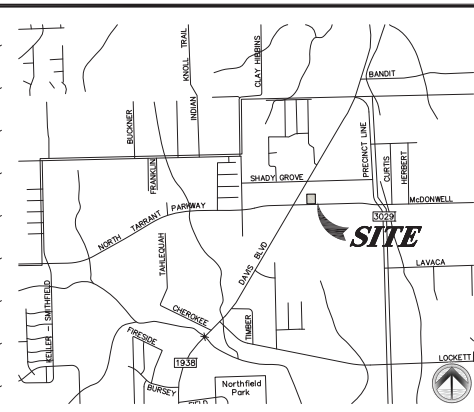 KNOLL TRAIL
INDIAN
CLAY HIBBINS
BANDIT
BUCKNER
FRANKLIN
PRECINCT LINE
CURTIS
HERBERT
SHADY GROVE
McDONWELL
NORTH TARRANT PARKWAY
3029
SITE
TAHLEQUAH
DAVIS BLVD
LAVACA
KELLER - SMITHFIELD
CHEROKEE
TIMBER
FIRESIDE
1938
LOCKETT
BURSEY
Northfield
Park
FIELD